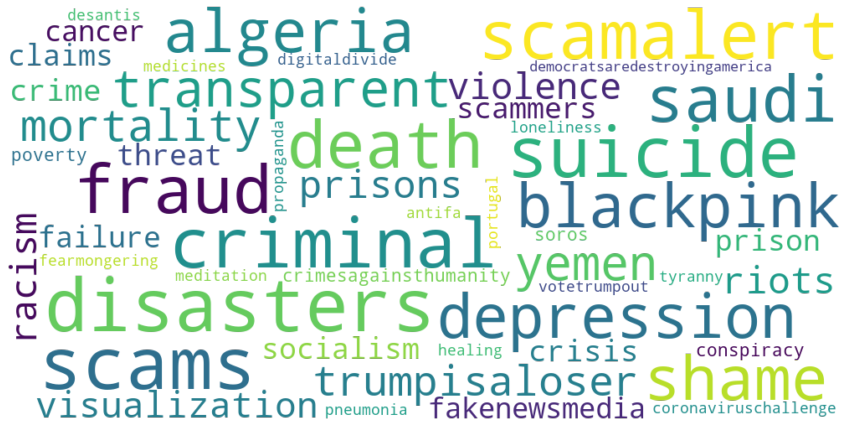 desantis
cancer
algeria
scamalert
claims
medicines
digitaldivide
democratsaredestroyingamerica
crime
transparent
violence
saudi
scammers
mortality
death
loneliness
suicide
poverty
threat
propaganda
fraud
prisons
blackpink
antifa
portugal
racism
failure
criminal
soros
prison
fearmongering
meditation
crimesagainsthumanity
yemen
tyranny
riots
votetrumpout
disasters
depression
scams
socialism
healing
crisis
conspiracy
trumpisaloser
shame
visualization
pneumonia
fakenewsmedia
coronaviruschallenge